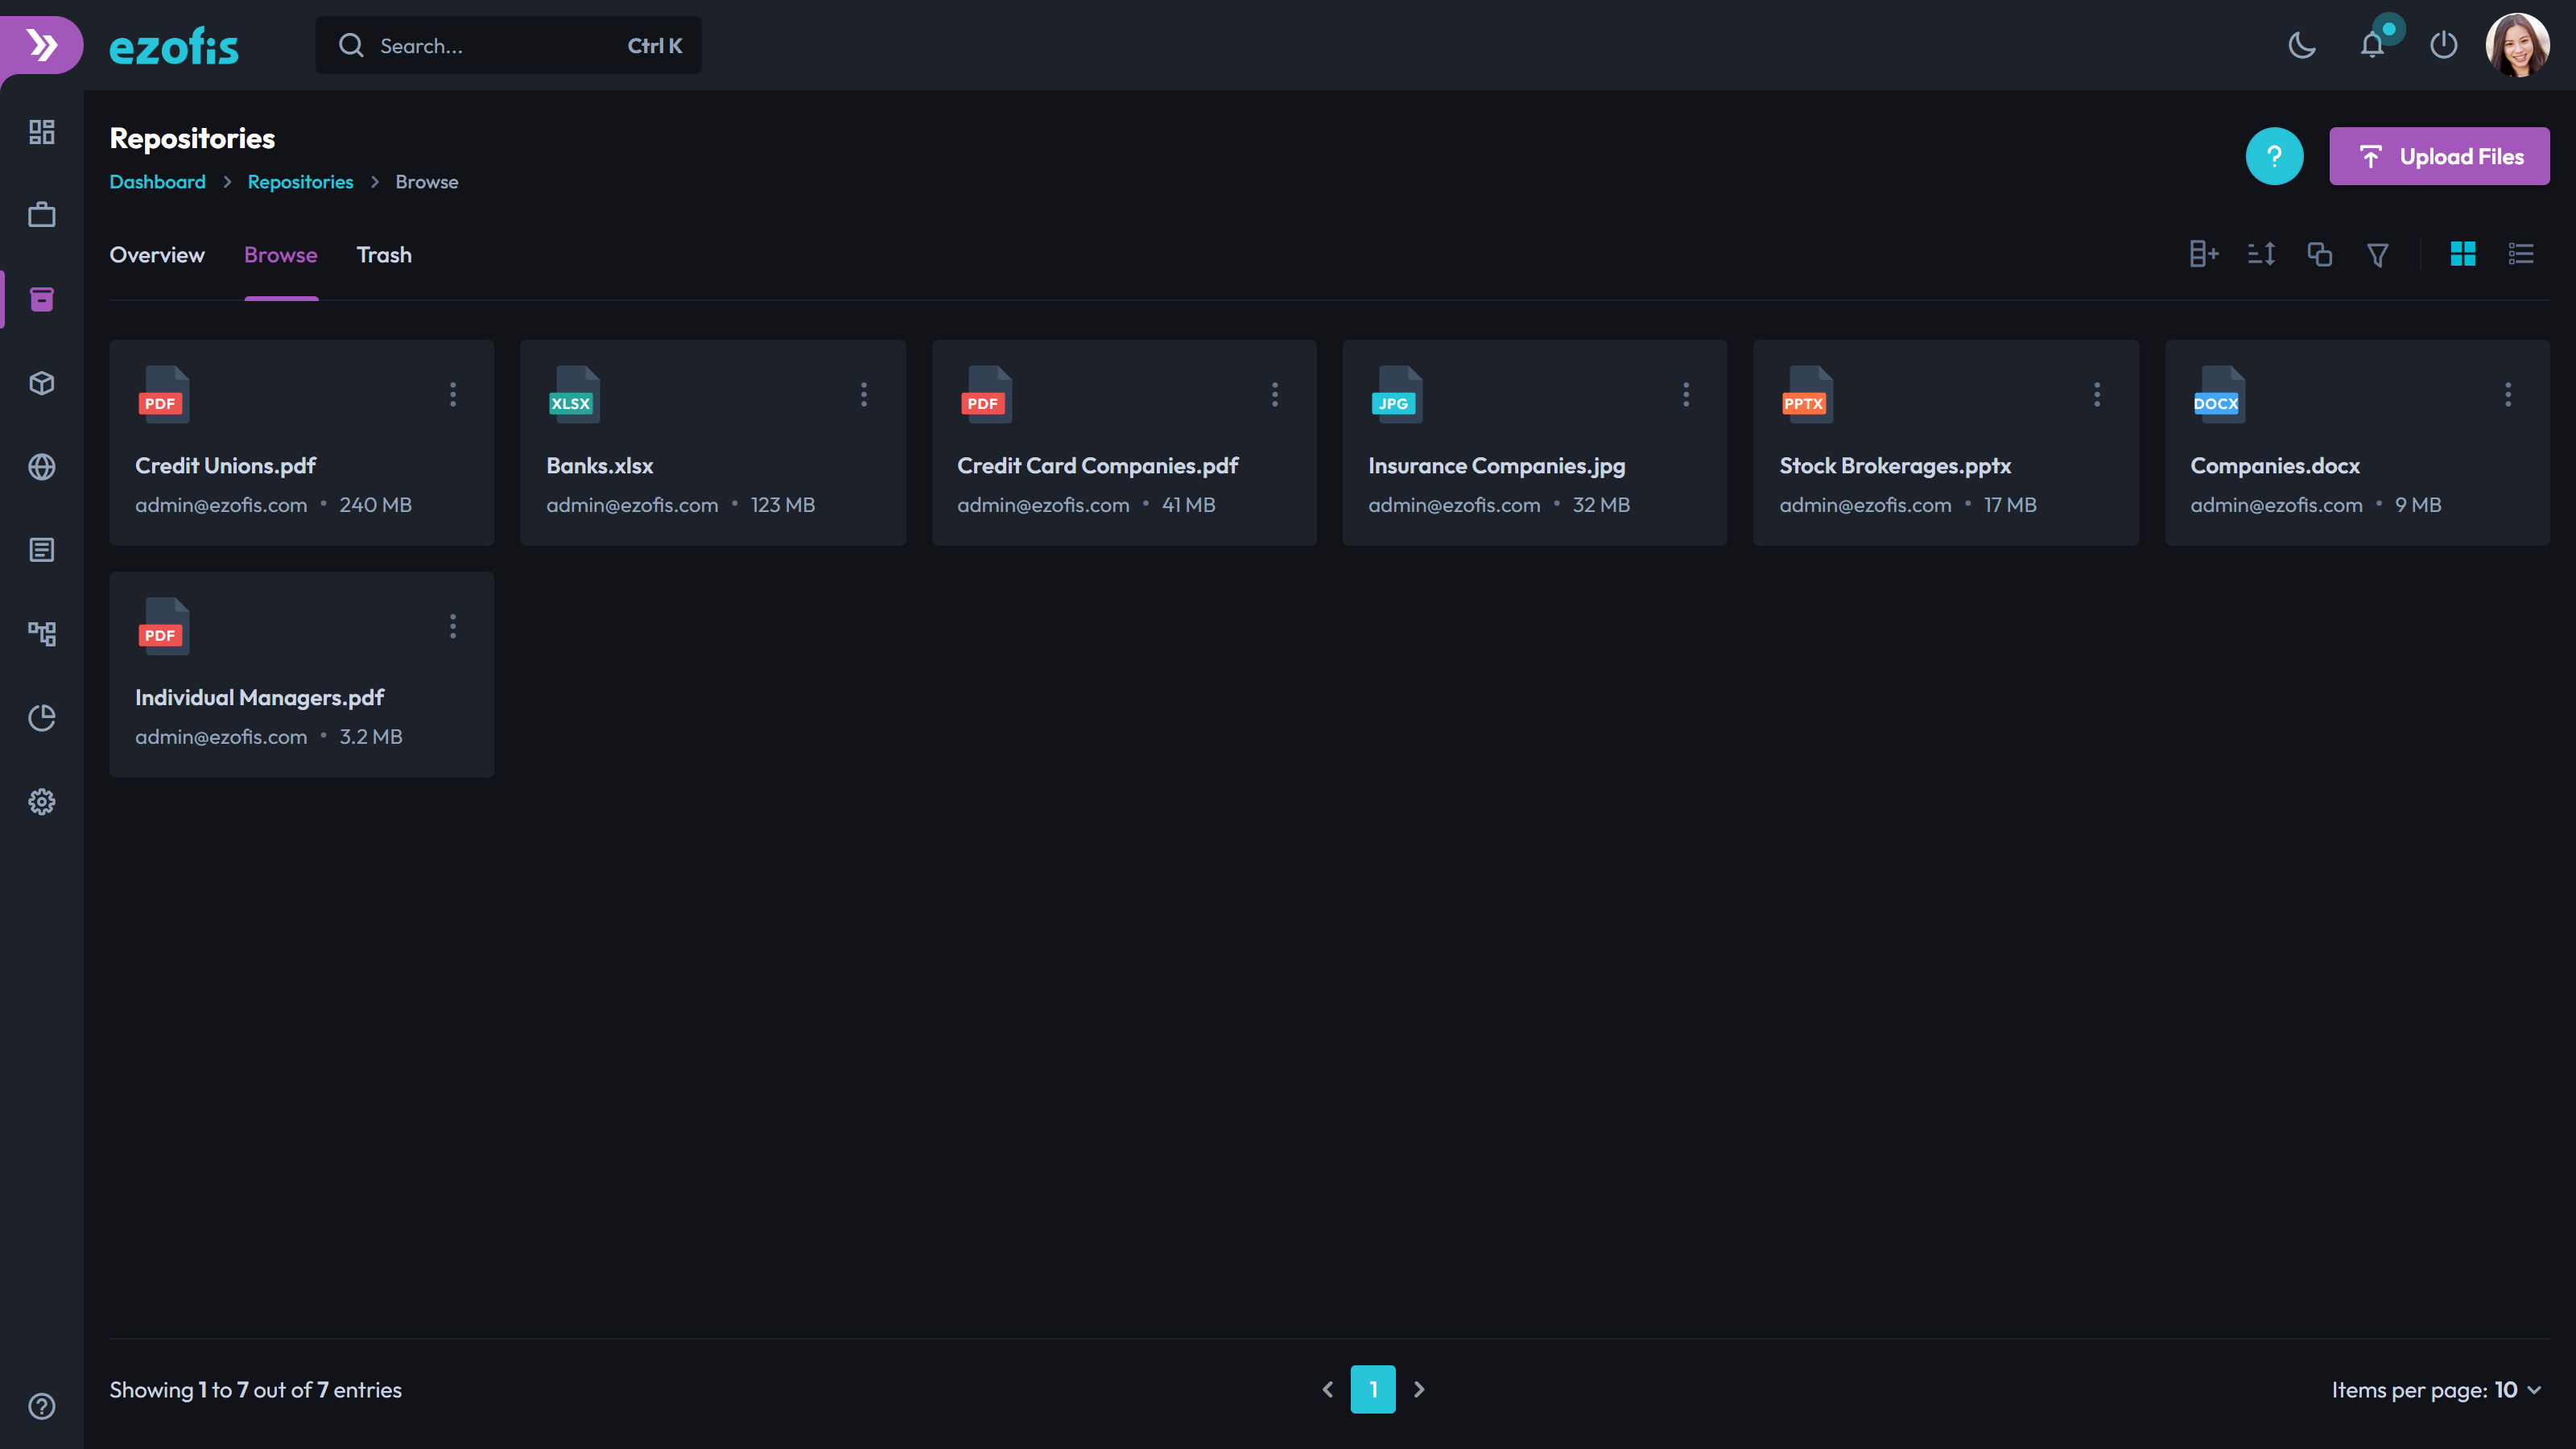 ezofis
Search...
Ctrl K
Repositories
Dashboard > Repositories > Browse
?
Upload Files
Overview
Browse
Trash
PDF
Credit Unions.pdf
admin@ezofis.com • 240 MB
XLSX
Banks.xlsx
admin@ezofis.com • 123 MB
PDF
Credit Card Companies.pdf
admin@ezofis.com • 41 MB
JPG
Insurance Companies.jpg
admin@ezofis.com • 32 MB
PPTX
Stock Brokerages.pptx
admin@ezofis.com • 17 MB
DOCX
Companies.docx
admin@ezofis.com • 9 MB
PDF
Individual Managers.pdf
admin@ezofis.com • 3.2 MB
Showing 1 to 7 out of 7 entries
1
Items per page: 10